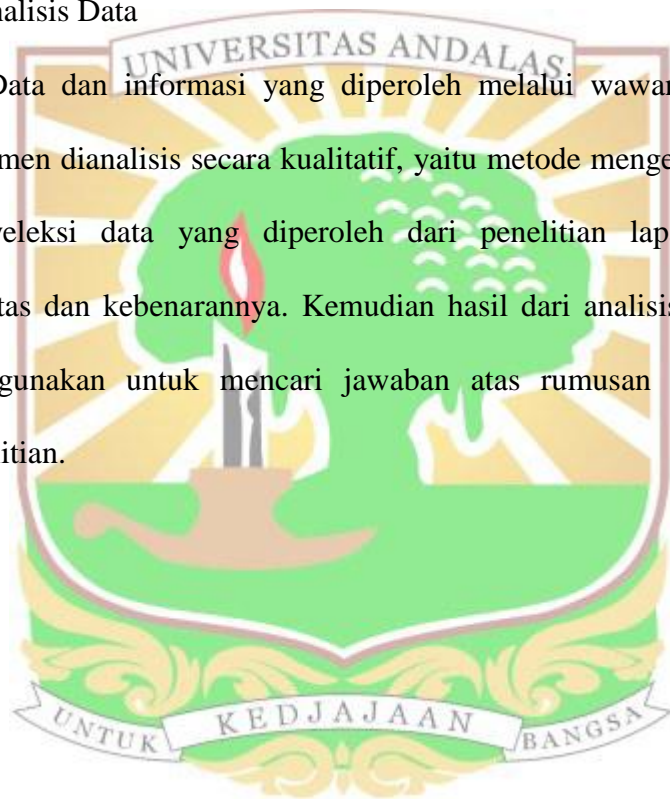 nalisis Data
UNIVERSITAS ANDALAS
Data dan informasi yang diperoleh melalui wawan
men dianalisis secara kualitatif, yaitu metode menge
yeleksi data yang diperoleh dari penelitian lap
tas dan kebenarannya. Kemudian hasil dari analisis
gunakan untuk mencari jawaban atas rumusan
itian.
UNTUK KEDJAJAAN BANGSA